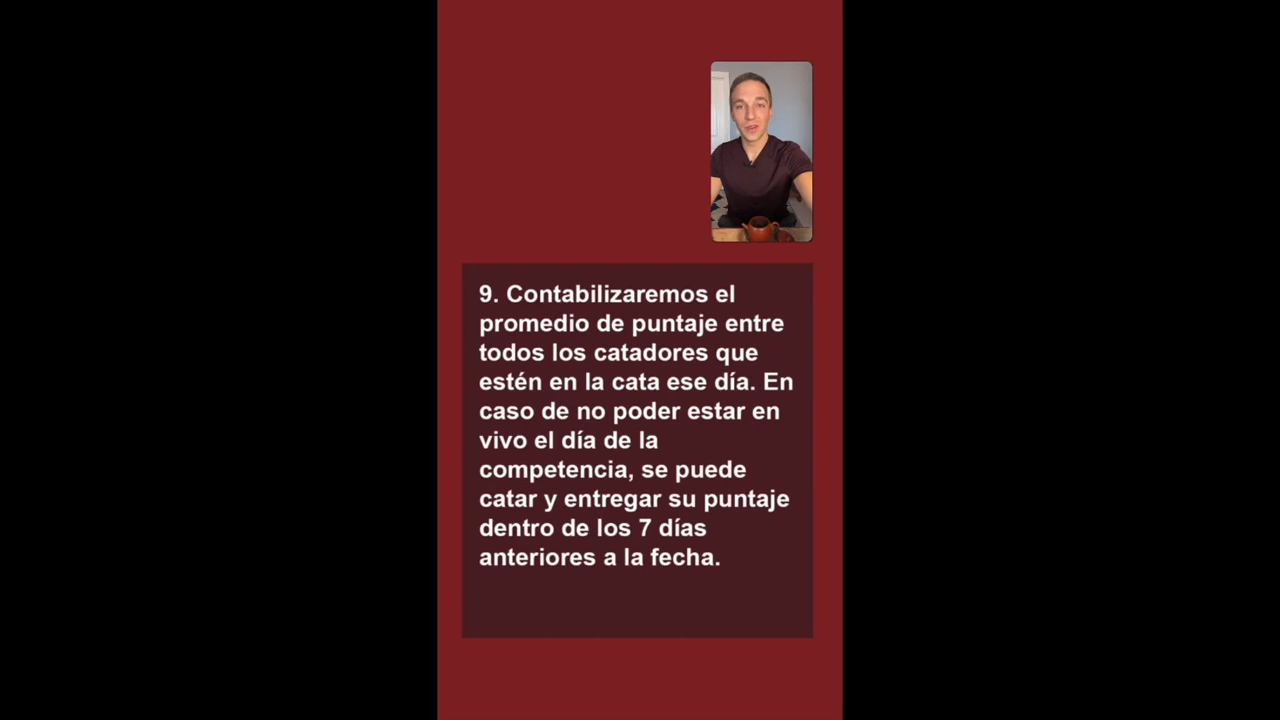 9. Contabilizaremos el
promedio de puntaje entre
todos los catadores que
estén en la cata ese día. En
caso de no poder estar en
vivo el día de la
competencia, se puede
catar y entregar su puntaje
dentro de los 7 días
anteriores a la fecha.